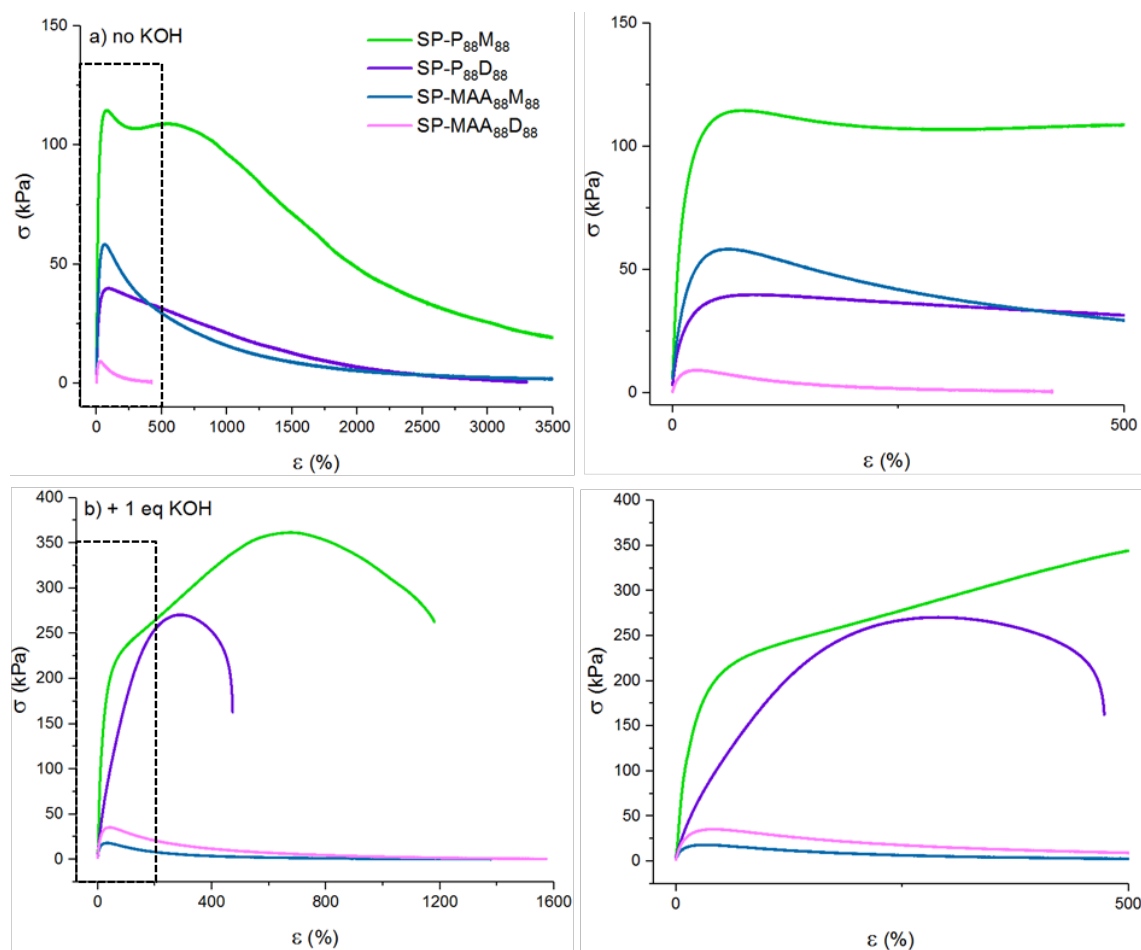 a) no KOH
SP-P₈₈M₈₈
SP-P₈₈D₈₈
SP-MAA₈₈M₈₈
SP-MAA₈₈D₈₈
150
100
50
0
σ (kPa)
0 500 1000 1500 2000 2500 3000 3500
ε (%)
150
100
50
0
σ (kPa)
0 500
ε (%)
b) + 1 eq KOH
400
350
300
250
200
150
100
50
0
σ (kPa)
0 400 800 1200 1600
ε (%)
400
350
300
250
200
150
100
50
0
σ (kPa)
0 500
ε (%)